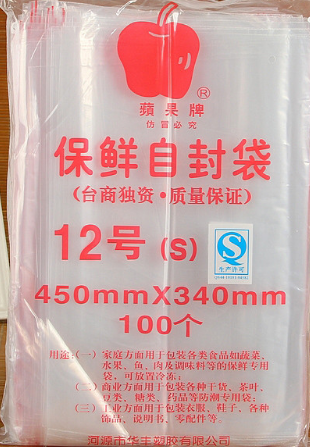 ®
蘋果牌
仿冒必究
保鲜自封袋
(台商独资·质量保证)
12号(S)
生产许可
450mmX340mm
100个
用途:(一)家庭方面用于包装各类食品如蔬菜、
水果、鱼、肉及调味料等的保鲜专用
袋,可放置冷冻;
(二)商业方面用于包装各种干货、茶叶、
豆类、糖类、药品等防潮专用袋;
(三)工业方面用于包装衣服、鞋子、各种
饰品、说明书、零配件等。
河源市华丰塑胶有限公司